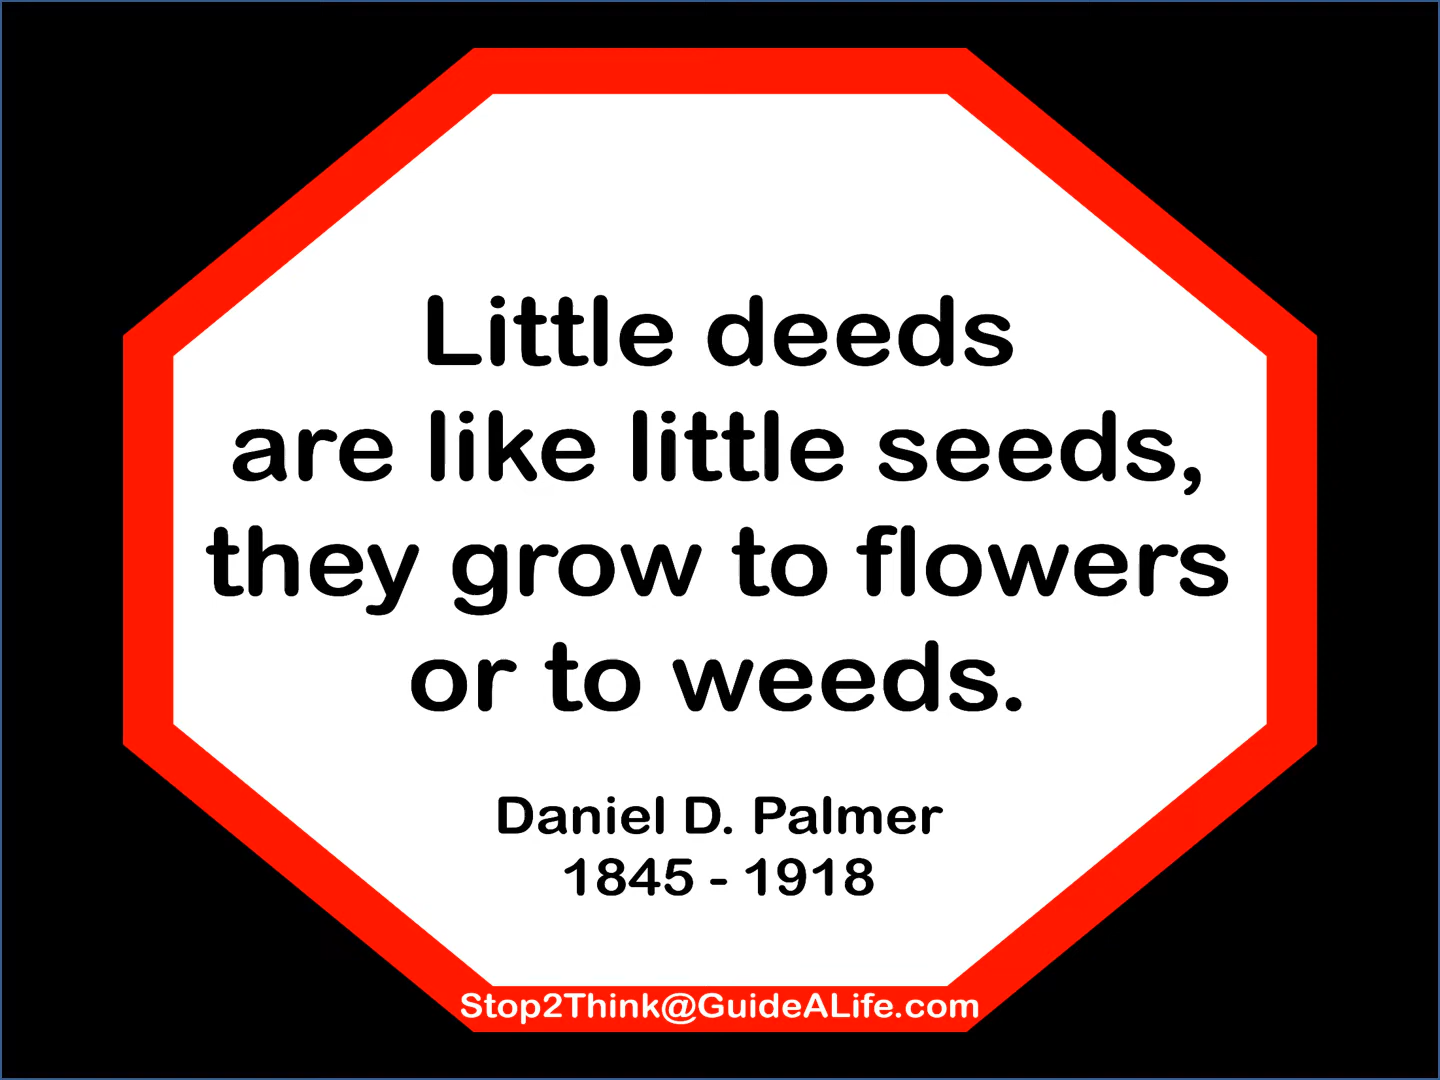 Little deeds
are like little seeds,
they grow to flowers
or to weeds.
Daniel D. Palmer
1845 - 1918
Stop2Think@GuideALife.com